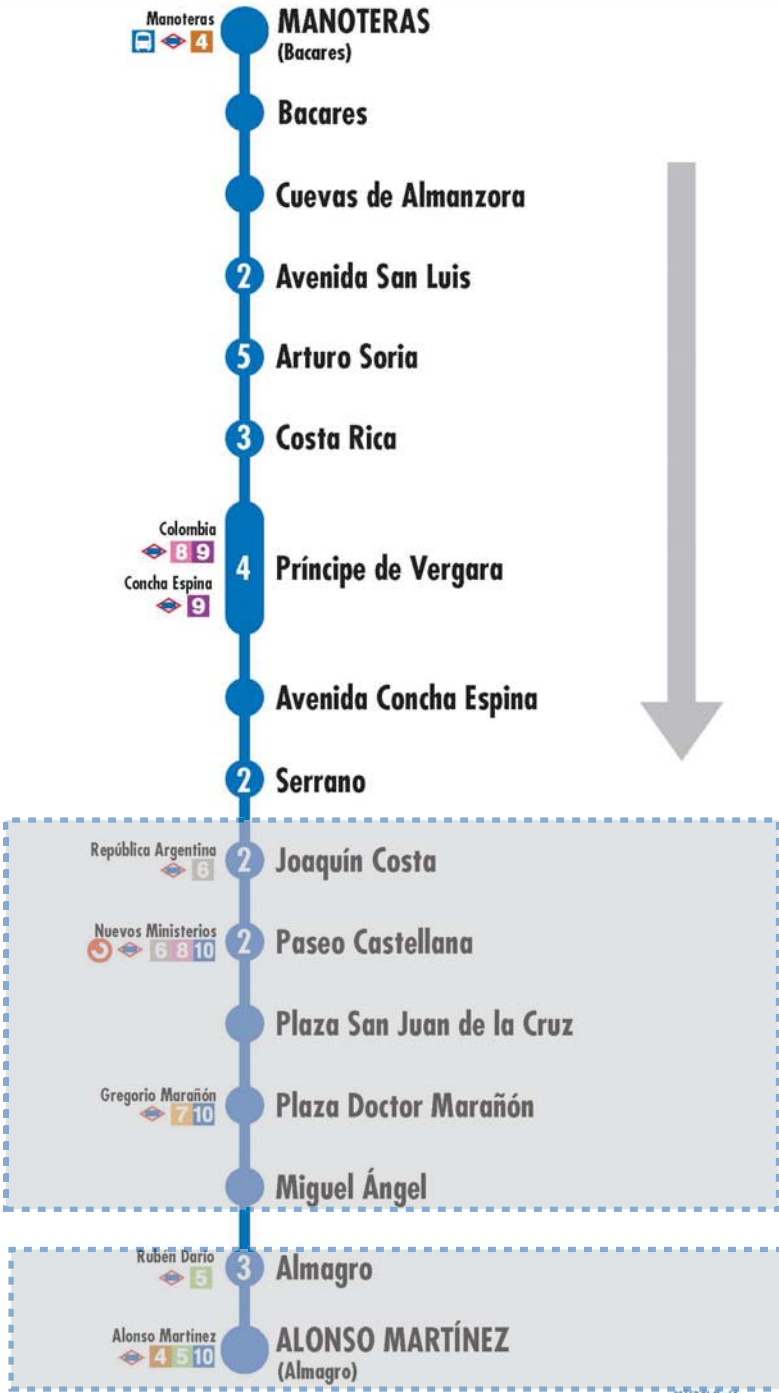 Manoteras
4
MANOTERAS
(Bacares)
Bacares
Cuevas de Almanzora
2 Avenida San Luis
5 Arturo Soria
3 Costa Rica
Colombia
8 9
Concha Espina
9
4 Príncipe de Vergara
Avenida Concha Espina
2 Serrano
República Argentina
6
2 Joaquín Costa
Nuevos Ministerios
6 8 10
2 Paseo Castellana
Plaza San Juan de la Cruz
Gregorio Marañón
7 10
Plaza Doctor Marañón
Miguel Ángel
Rubén Darío
5
3 Almagro
Alonso Martínez
4 5 10
ALONSO MARTÍNEZ
(Almagro)